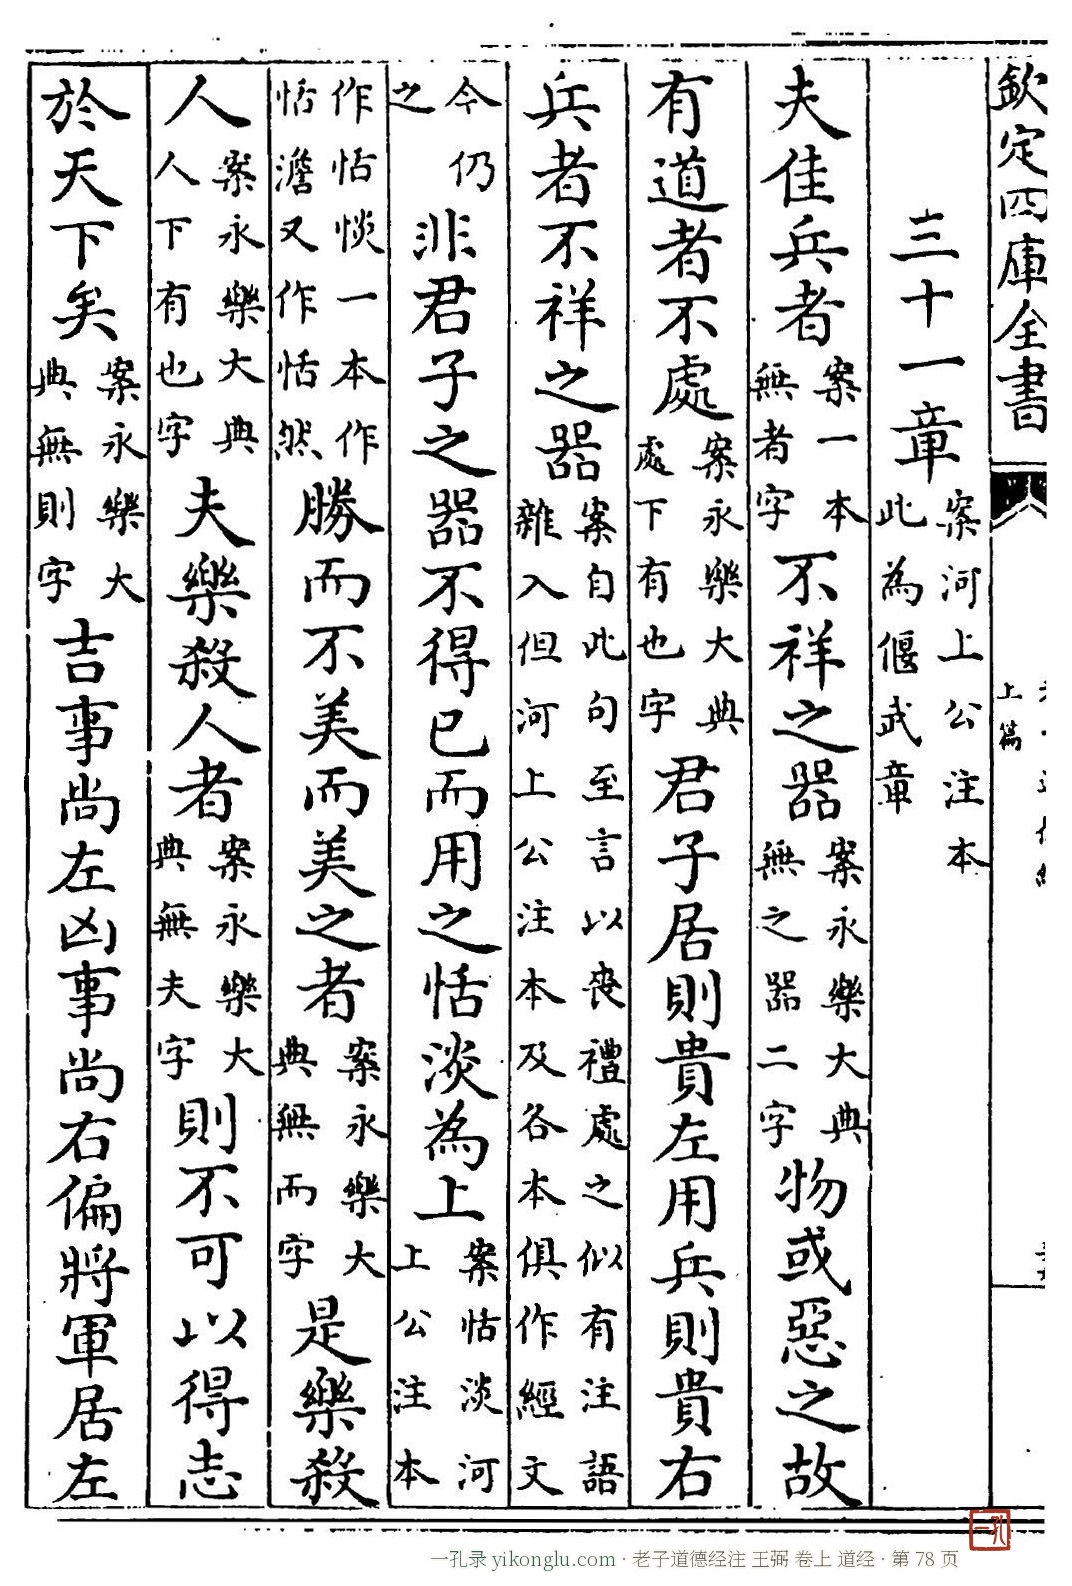 欽定四庫全書
上篇
三十一章案河上公注本此為偃武章
夫佳兵者案一本無者字不祥之器案永樂大典無之器二字物或惡之故
有道者不處案永樂大典處下有也字君子居則貴左用兵則貴右
兵者不祥之器案自此句至言以喪禮處之似有注語雜入但河上公注本及各本俱作經文
今仍之非君子之器不得已而用之恬淡為上案恬淡河上公注本
作恬惔一本作恬澹又作恬然勝而不美而美之者案永樂大典無而字是樂殺
人案永樂大典人下有也字夫樂殺人者案永樂大典無夫字則不可以得志
於天下矣案永樂大典無則字吉事尚左凶事尚右偏將軍居左
一孔
一孔录 yikonglu.com · 老子道德经注 王弼 卷上 道经 · 第 78 页